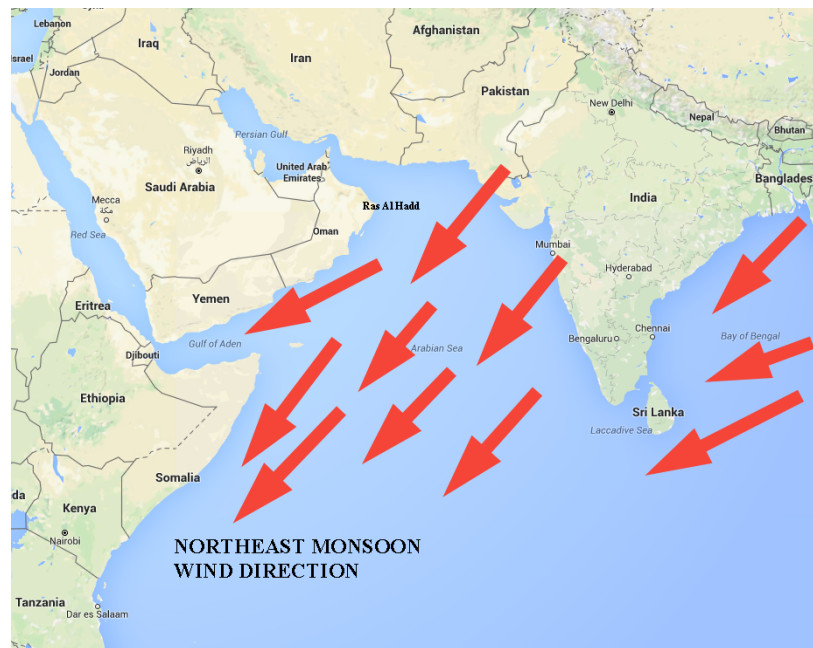 Lebanon
Syria
Afghanistan
Iraq
Israel
Iran
Jordan
Pakistan
New Delhi
Nepal
Bhutan
Persian Gulf
Riyadh
الرياض
United Arab
Emirates
Bangladesh
Saudi Arabia
Mecca
مكة
India
Ras Al Hadd
Red Sea
Oman
Mumbai
Hyderabad
Yemen
Eritrea
Chennai
Bay of Bengal
Bengaluru
Gulf of Aden
Arabian Sea
Djibouti
Ethiopia
Sri Lanka
Laccadive Sea
Somalia
da
Kenya
Nairobi
NORTHEAST MONSOON
WIND DIRECTION
Tanzania
Dar es Salaam